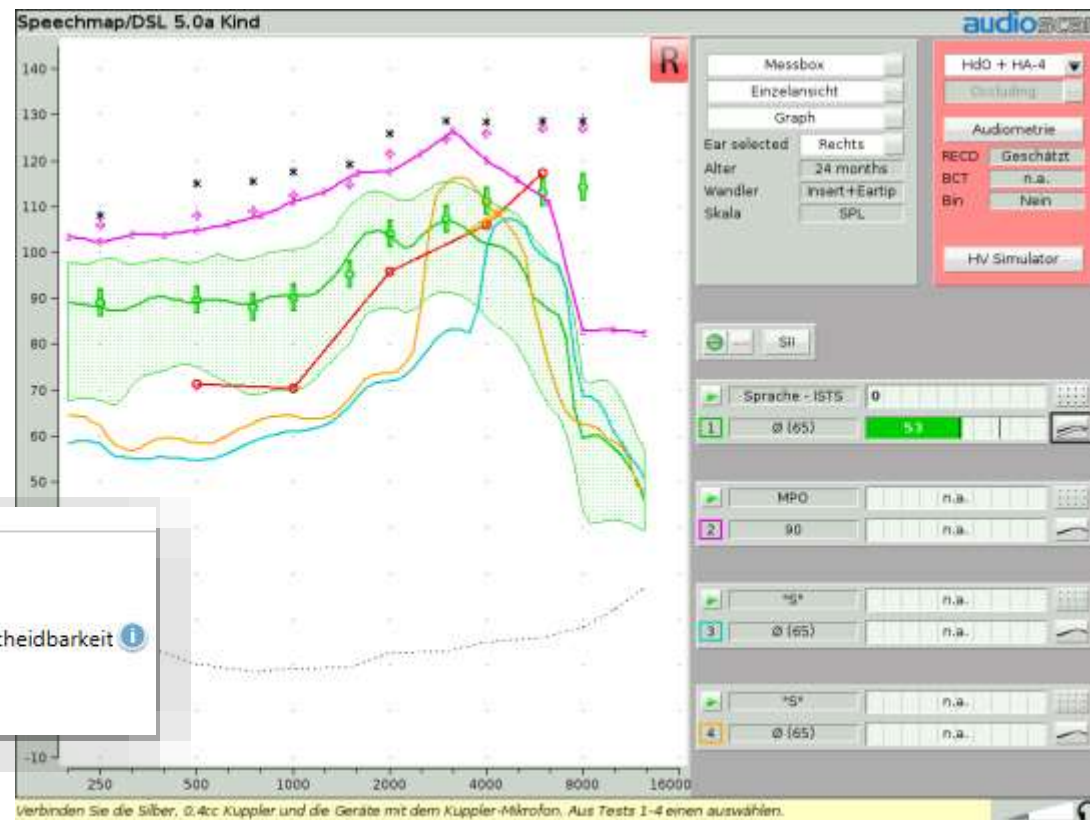 Speechmap/DSL 5.0a Kind
audioscan
R
140
130
120
110
100
90
80
70
60
50
-10
250 500 1000 2000 4000 8000 16000
cheidbarkeit i
Messbox
Einzelansicht
Graph
Ear selected Rechts
Alter 24 months
Wandler Insert+Eartip
Skala SPL
HdO + HA-4
Occluding
Audiometrie
RECD Geschätzt
BCT n.a.
Bin Nein
HV Simulator
SII
Sprache - ISTS 0
1 Ø (65) 53
MPO n.a.
2 90 n.a.
"S" n.a.
3 Ø (65) n.a.
"S" n.a.
4 Ø (65) n.a.
Verbinden Sie die Silber, 0.4cc Kuppler und die Geräte mit dem Kuppler-Mikrofon. Aus Tests 1-4 einen auswählen.